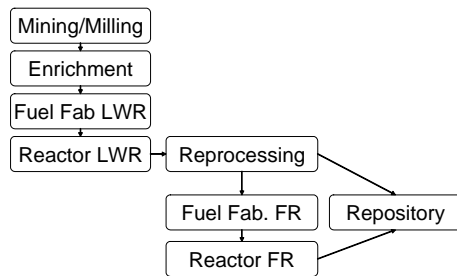 Mining/Milling
Enrichment
Fuel Fab LWR
Reactor LWR
Reprocessing
Fuel Fab. FR
Repository
Reactor FR